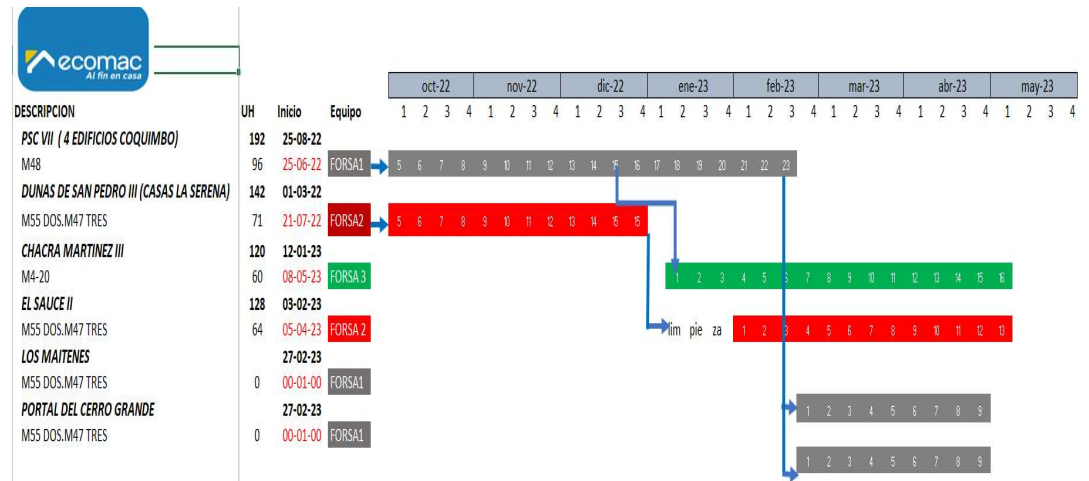 ecomac
Al fin en casa
oct-22 nov-22 dic-22 ene-23 feb-23 mar-23 abr-23 may-23
DESCRIPCION UH Inicio Equipo 1 2 3 4 1 2 3 4 1 2 3 4 1 2 3 4 1 2 3 4 1 2 3 4 1 2 3 4 1 2 3 4
PSC VII ( 4 EDIFICIOS COQUIMBO) 192 25-08-22
M48 96 25-06-22 FORSA1 5 6 7 8 9 10 11 12 13 14 15 16 17 18 19 20 21 22 23
DUNAS DE SAN PEDRO III (CASAS LA SERENA) 142 01-03-22
M55 DOS.M47 TRES 71 21-07-22 FORSA2 5 6 7 8 9 10 11 12 13 14 15 15
CHACRA MARTINEZ III 120 12-01-23
M4-20 60 08-05-23 FORSA 3 1 2 3 4 5 6 7 8 9 10 11 12 13 14 15 16
EL SAUCE II 128 03-02-23
M55 DOS.M47 TRES 64 05-04-23 FORSA 2 lim pie za 1 2 3 4 5 6 7 8 9 10 11 12 13
LOS MAITENES 27-02-23
M55 DOS.M47 TRES 0 00-01-00 FORSA1
PORTAL DEL CERRO GRANDE 27-02-23 1 2 3 4 5 6 7 8 9
M55 DOS.M47 TRES 0 00-01-00 FORSA1
1 2 3 4 5 6 7 8 9